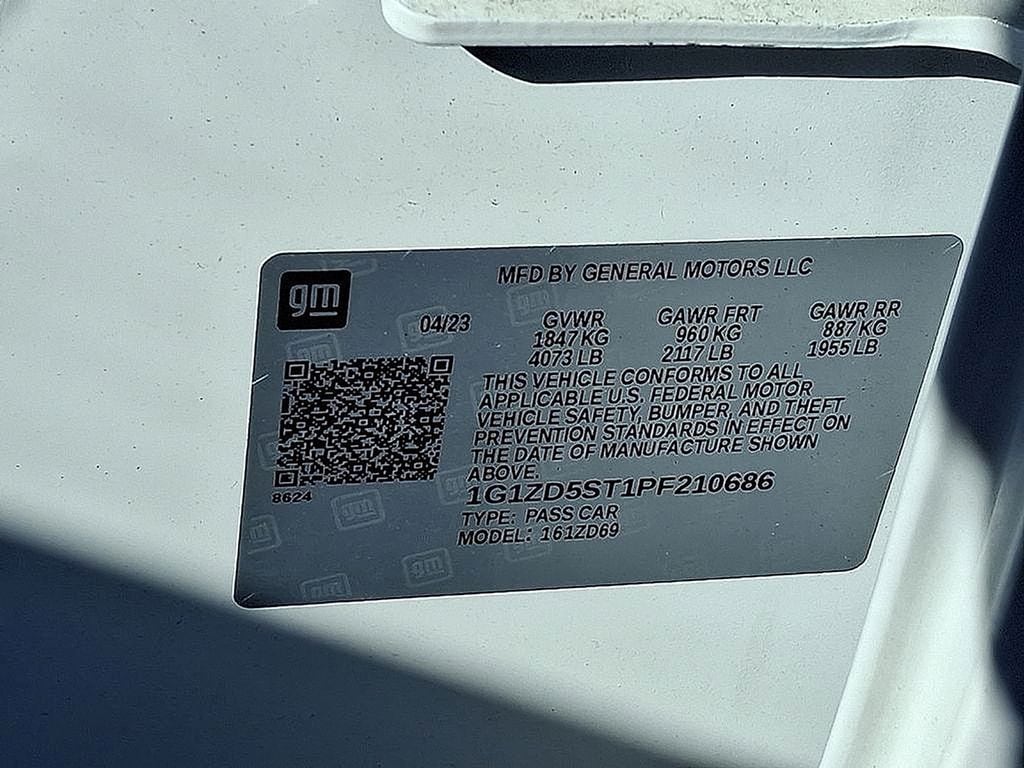 gm
MFD BY GENERAL MOTORS LLC
04/23
GVWR
1847 KG
4073 LB
GAWR FRT
960 KG
2117 LB
GAWR RR
887 KG
1955 LB
THIS VEHICLE CONFORMS TO ALL
APPLICABLE U.S. FEDERAL MOTOR
VEHICLE SAFETY, BUMPER, AND THEFT
PREVENTION STANDARDS IN EFFECT ON
THE DATE OF MANUFACTURE SHOWN
ABOVE.
8624
1G1ZD5ST1PF210686
TYPE: PASS CAR
MODEL: 161ZD69